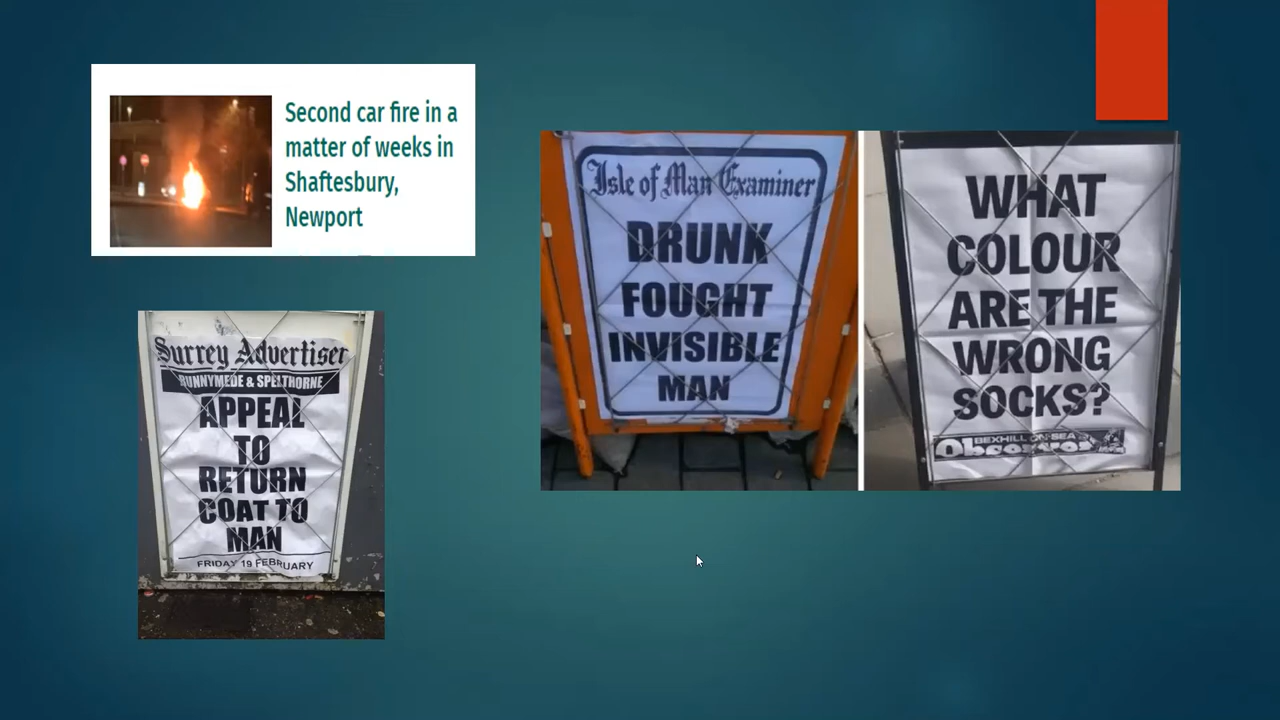 Second car fire in a
matter of weeks in
Shaftesbury,
Newport
Surrey Advertiser
RUNNYMEDE & SPELTHORNE
APPEAL
TO
RETURN
COAT TO
MAN
FRIDAY 19 FEBRUARY
Isle of Man Examiner
DRUNK
FOUGHT
INVISIBLE
MAN
WHAT
COLOUR
ARE THE
WRONG
SOCKS?
BEXHILL ON SEA
Observer